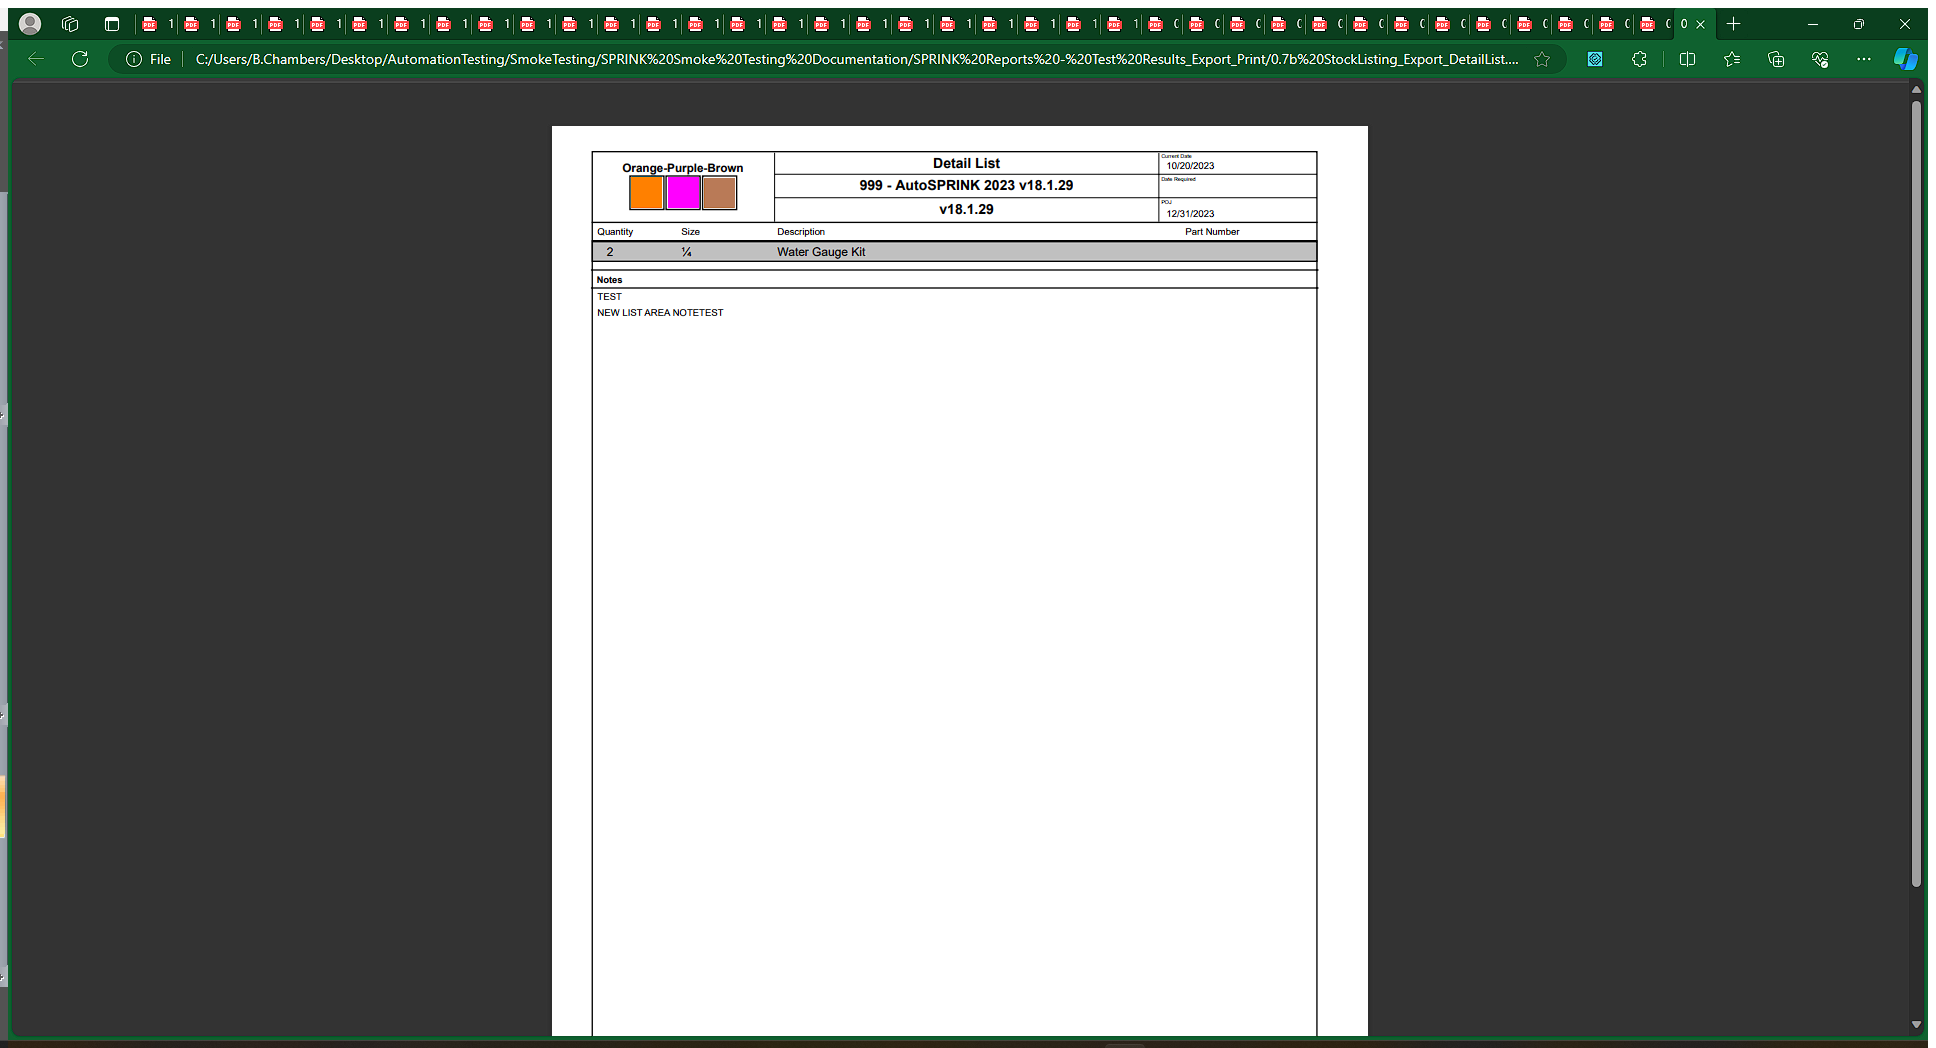 File
C:/Users/B.Chambers/Desktop/AutomationTesting/SmokeTesting/SPRINK%20Smoke%20Testing%20Documentation/SPRINK%20Reports%20-%20Test%20Results_Export_Print/0.7b%20StockListing_Export_DetailList....
Orange-Purple-Brown
Detail List
999 - AutoSPRINK 2023 v18.1.29
v18.1.29
Current Date
10/20/2023
Date Required
POJ
12/31/2023
Quantity Size Description Part Number
2 ¼ Water Gauge Kit
Notes
TEST
NEW LIST AREA NOTETEST